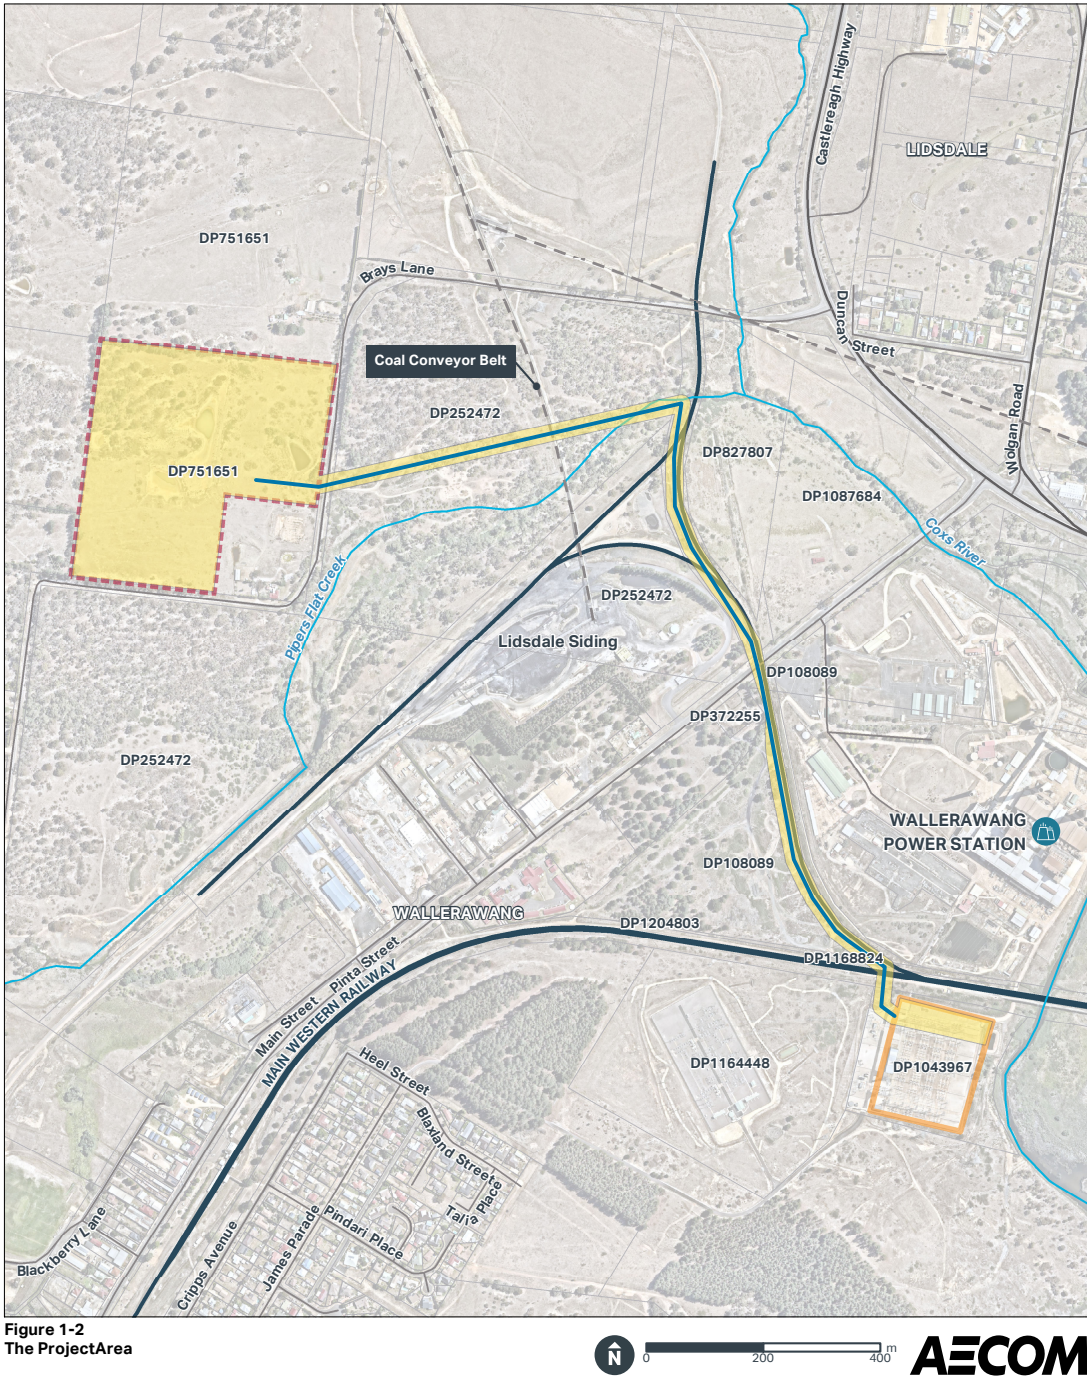 Castlereagh Highway
LIDSDALE
DP751651
Brays Lane
Duncan Street
Coal Conveyor Belt
DP252472
Wolgan Road
DP827807
DP751651
DP1087684
Coxs River
Pipers Flat Creek
DP252472
Lidsdale Siding
DP108089
DP372255
DP252472
WALLERAWANG
POWER STATION
DP108089
WALLERAWANG
DP1204803
Pinta Street
DP1168824
MAIN WESTERN RAILWAY
Main Street
Heel Street
DP1164448
DP1043967
Blaxland Street
Talia Place
Pindari Place
James Parade
Cripps Avenue
Blackberry Lane
Figure 1-2
The ProjectArea
N
0 200 400 m
AECOM